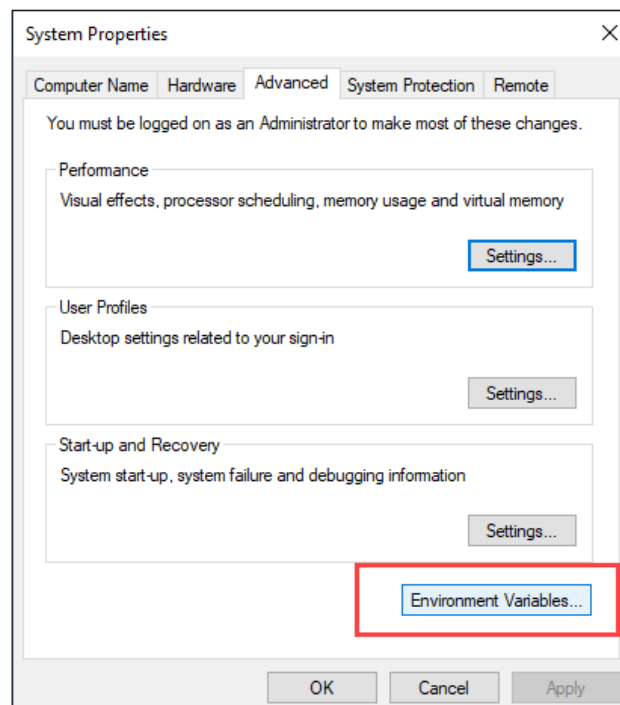 System Properties
Computer Name
Hardware
Advanced
System Protection
Remote
You must be logged on as an Administrator to make most of these changes.
Performance
Visual effects, processor scheduling, memory usage and virtual memory
Settings...
User Profiles
Desktop settings related to your sign-in
Settings...
Start-up and Recovery
System start-up, system failure and debugging information
Settings...
Environment Variables...
OK
Cancel
Apply